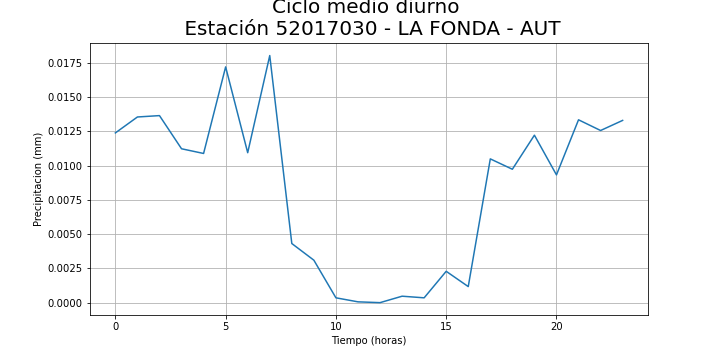 Ciclo medio diurno
Estación 52017030 - LA FONDA - AUT
0.0175
0.0150
0.0125
0.0100
0.0075
0.0050
0.0025
0.0000
Precipitacion (mm)
0 5 10 15 20
Tiempo (horas)